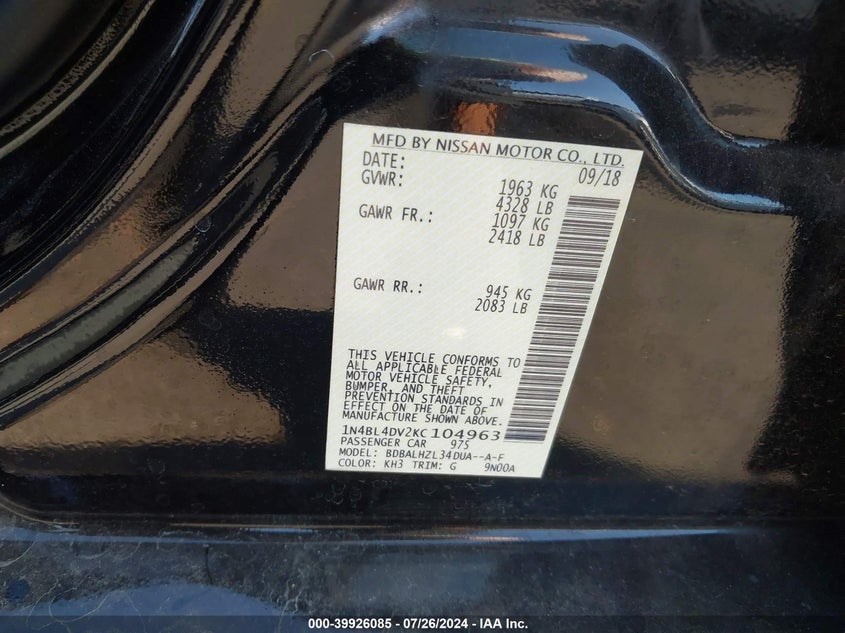 MFD BY NISSAN MOTOR CO., LTD.
DATE: 09/18
GVWR: 1963 KG
4328 LB
GAWR FR.: 1097 KG
2418 LB
GAWR RR.: 945 KG
2083 LB
THIS VEHICLE CONFORMS TO
ALL APPLICABLE FEDERAL
MOTOR VEHICLE SAFETY,
BUMPER, AND THEFT
PREVENTION STANDARDS IN
EFFECT ON THE DATE OF
MANUFACTURE SHOWN ABOVE.
1N4BL4DV2KC104963
PASSENGER CAR 975
MODEL: BDBALHZL34DUA--A-F
COLOR: KH3 TRIM: G 9N00A
000-39926085 - 07/26/2024 - IAA Inc.